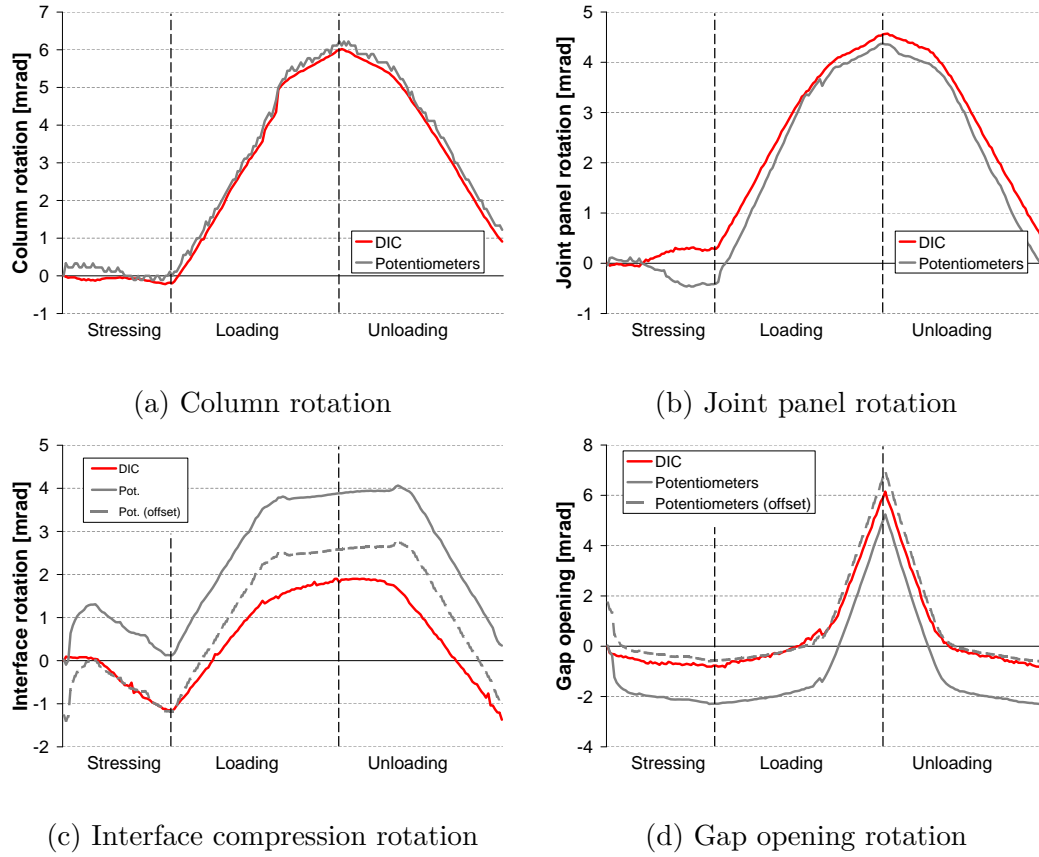 7
6
5
4
3
2
1
0
-1
Column rotation [mrad]
DIC
Potentiometers
Stressing Loading Unloading
(a) Column rotation
5
4
3
2
1
0
-1
Joint panel rotation [mrad]
DIC
Potentiometers
Stressing Loading Unloading
(b) Joint panel rotation
5
4
3
2
1
0
-1
-2
Interface rotation [mrad]
DIC
Pot.
Pot. (offset)
Stressing Loading Unloading
(c) Interface compression rotation
8
6
4
2
0
-2
-4
Gap opening [mrad]
DIC
Potentiometers
Potentiometers (offset)
Stressing Loading Unloading
(d) Gap opening rotation